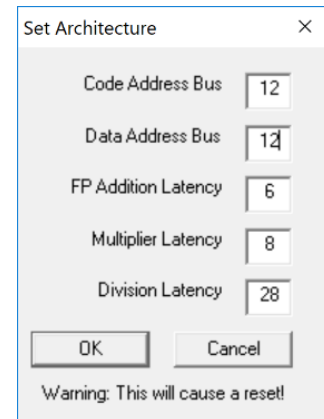 Set Architecture
Code Address Bus 12
Data Address Bus 12
FP Addition Latency 6
Multiplier Latency 8
Division Latency 28
OK Cancel
Warning: This will cause a reset!